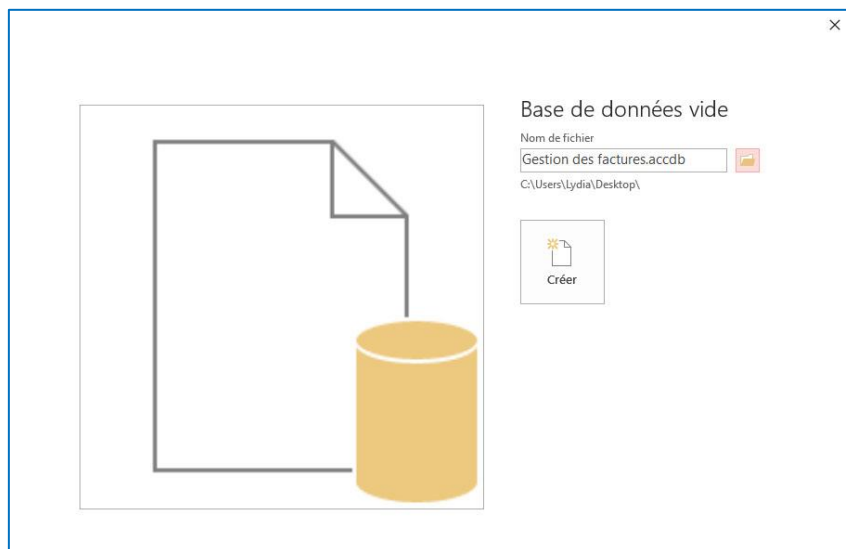 Base de données vide
Nom de fichier
Gestion des factures.accdb
C:\Users\Lydia\Desktop\
Créer